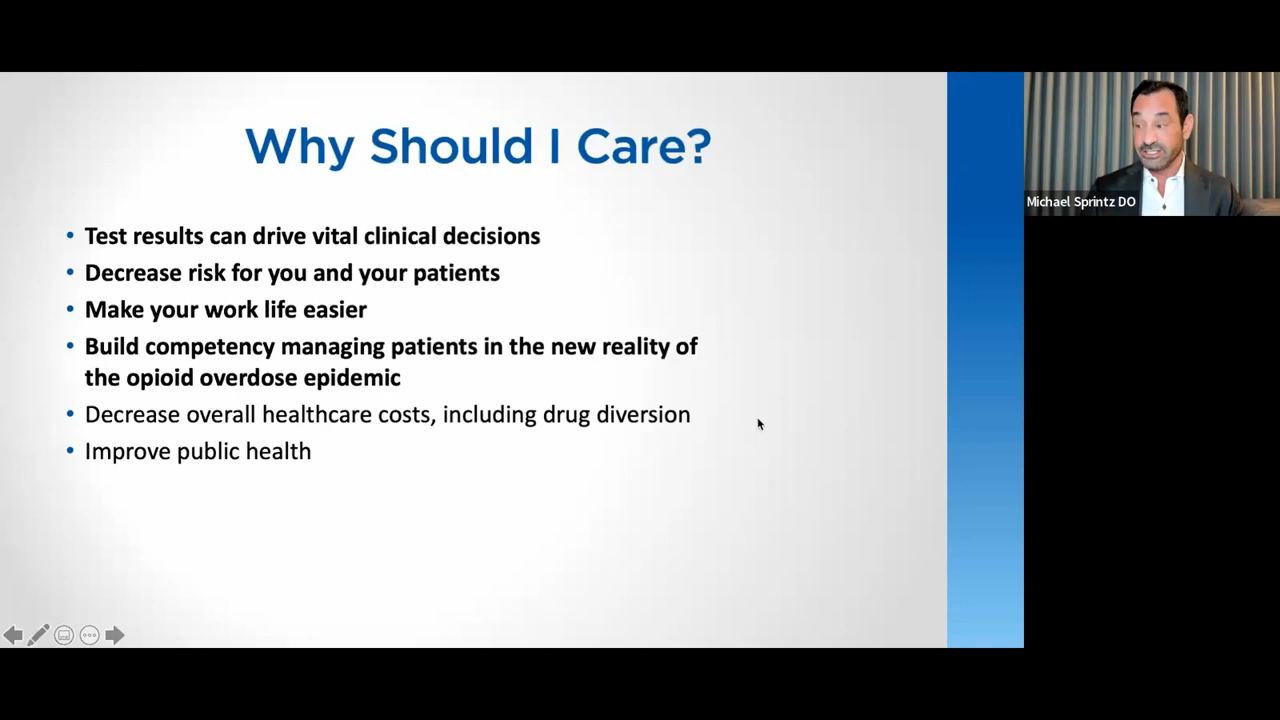 Why Should I Care?
• Test results can drive vital clinical decisions
• Decrease risk for you and your patients
• Make your work life easier
• Build competency managing patients in the new reality of
the opioid overdose epidemic
• Decrease overall healthcare costs, including drug diversion
• Improve public health
Michael Sprintz DO